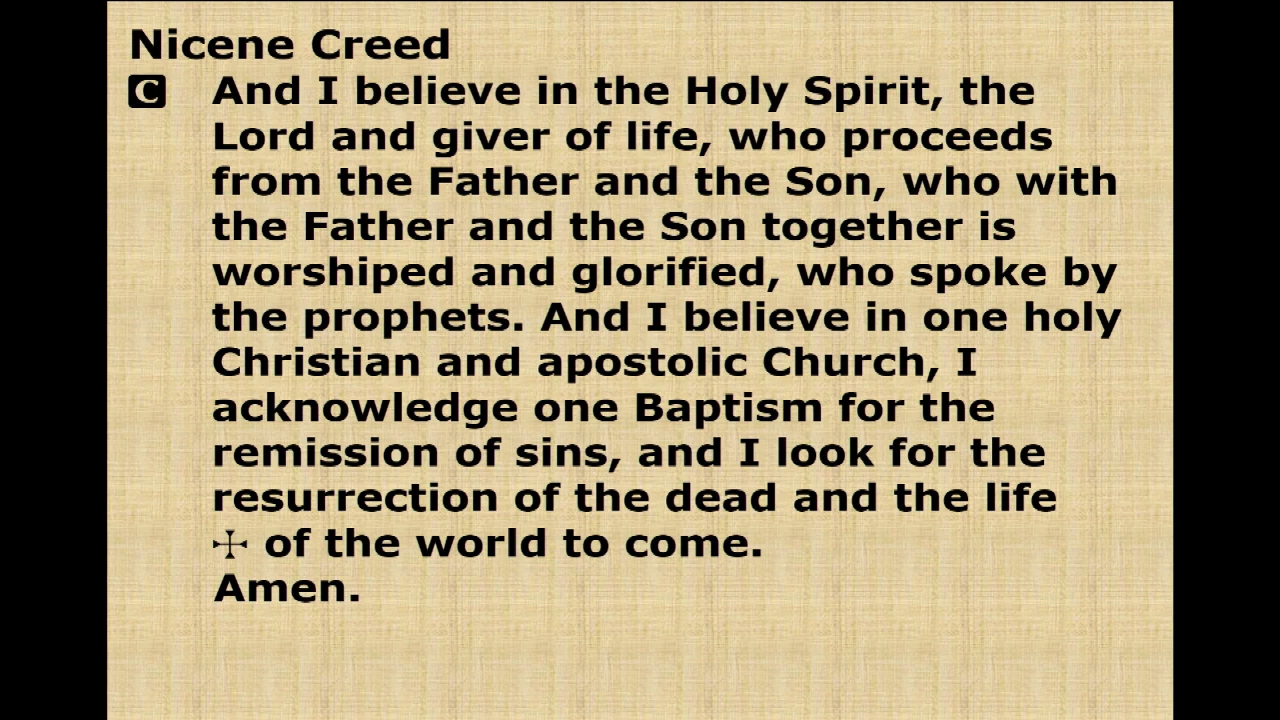 Nicene Creed
C And I believe in the Holy Spirit, the
Lord and giver of life, who proceeds
from the Father and the Son, who with
the Father and the Son together is
worshiped and glorified, who spoke by
the prophets. And I believe in one holy
Christian and apostolic Church, I
acknowledge one Baptism for the
remission of sins, and I look for the
resurrection of the dead and the life
☩ of the world to come.
Amen.